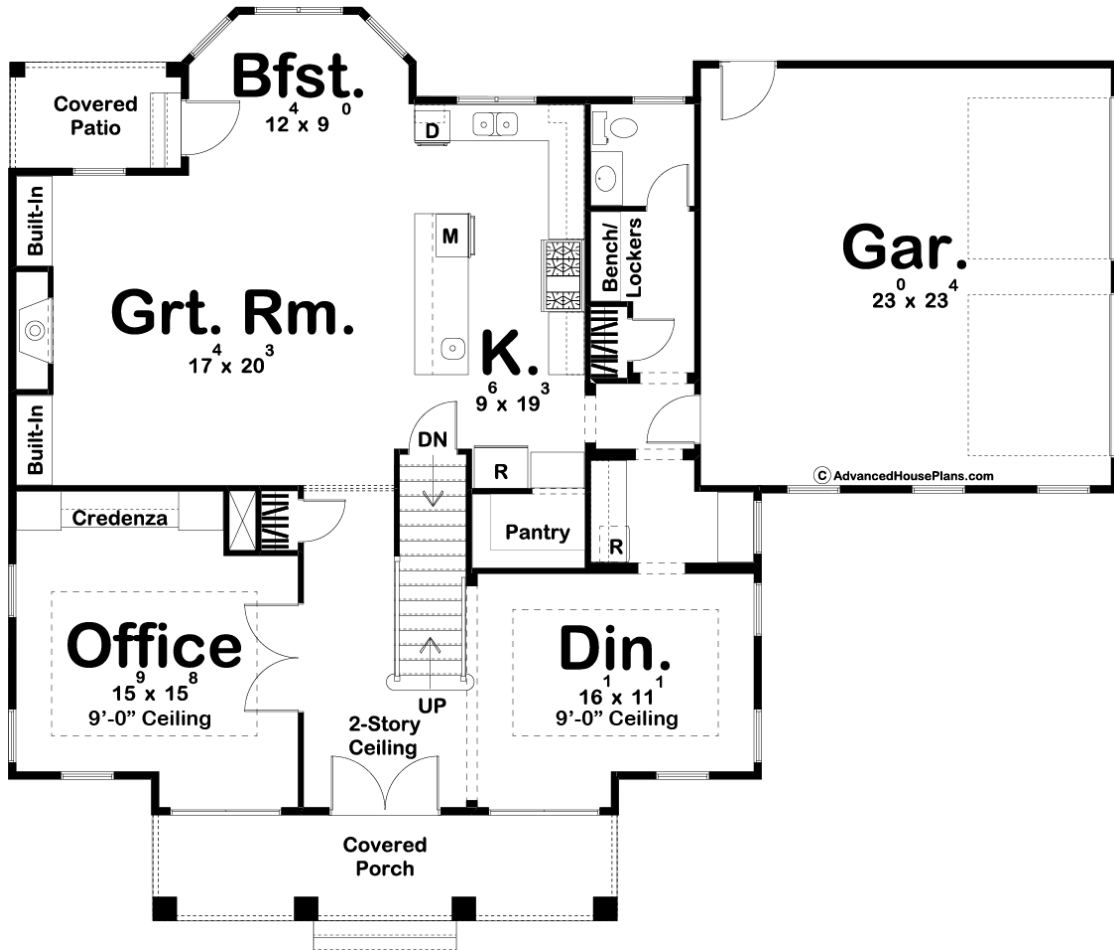 Bfst.
12⁴ x 9⁰
Covered
Patio
D
Built-In
M
Bench/
Lockers
Gar.
23⁰ x 23⁴
Grt. Rm.
17⁴ x 20³
K.
9⁶ x 19³
Built-In
DN
R
© AdvancedHousePlans.com
Credenza
Pantry
R
Office
15⁹ x 15⁸
9'-0” Ceiling
Din.
16¹ x 11¹
9'-0” Ceiling
UP
2-Story
Ceiling
Covered
Porch